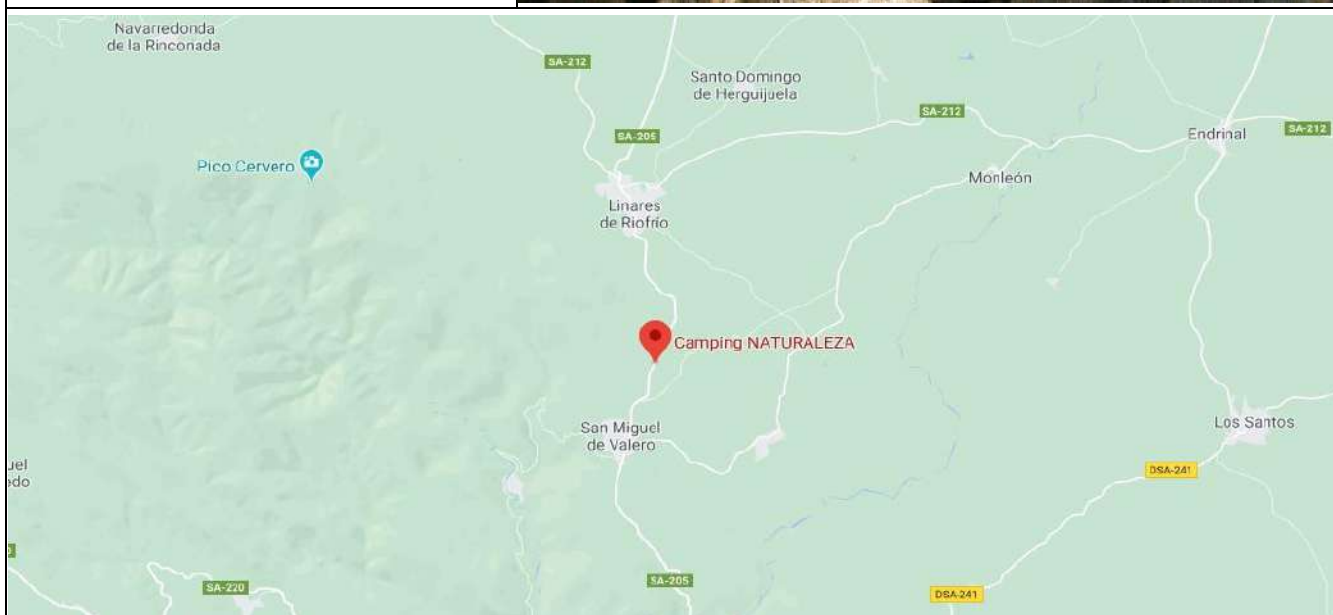 Navarredonda
de la Rinconada
SA-212
Santo Domingo
de Herguijuela
SA-212
SA-205
Endrinal
SA-212
Pico Cervero
Monleón
Linares
de Riofrío
Camping NATURALEZA
San Miguel
de Valero
Los Santos
uel
edo
DSA-241
SA-220
SA-205
DSA-241